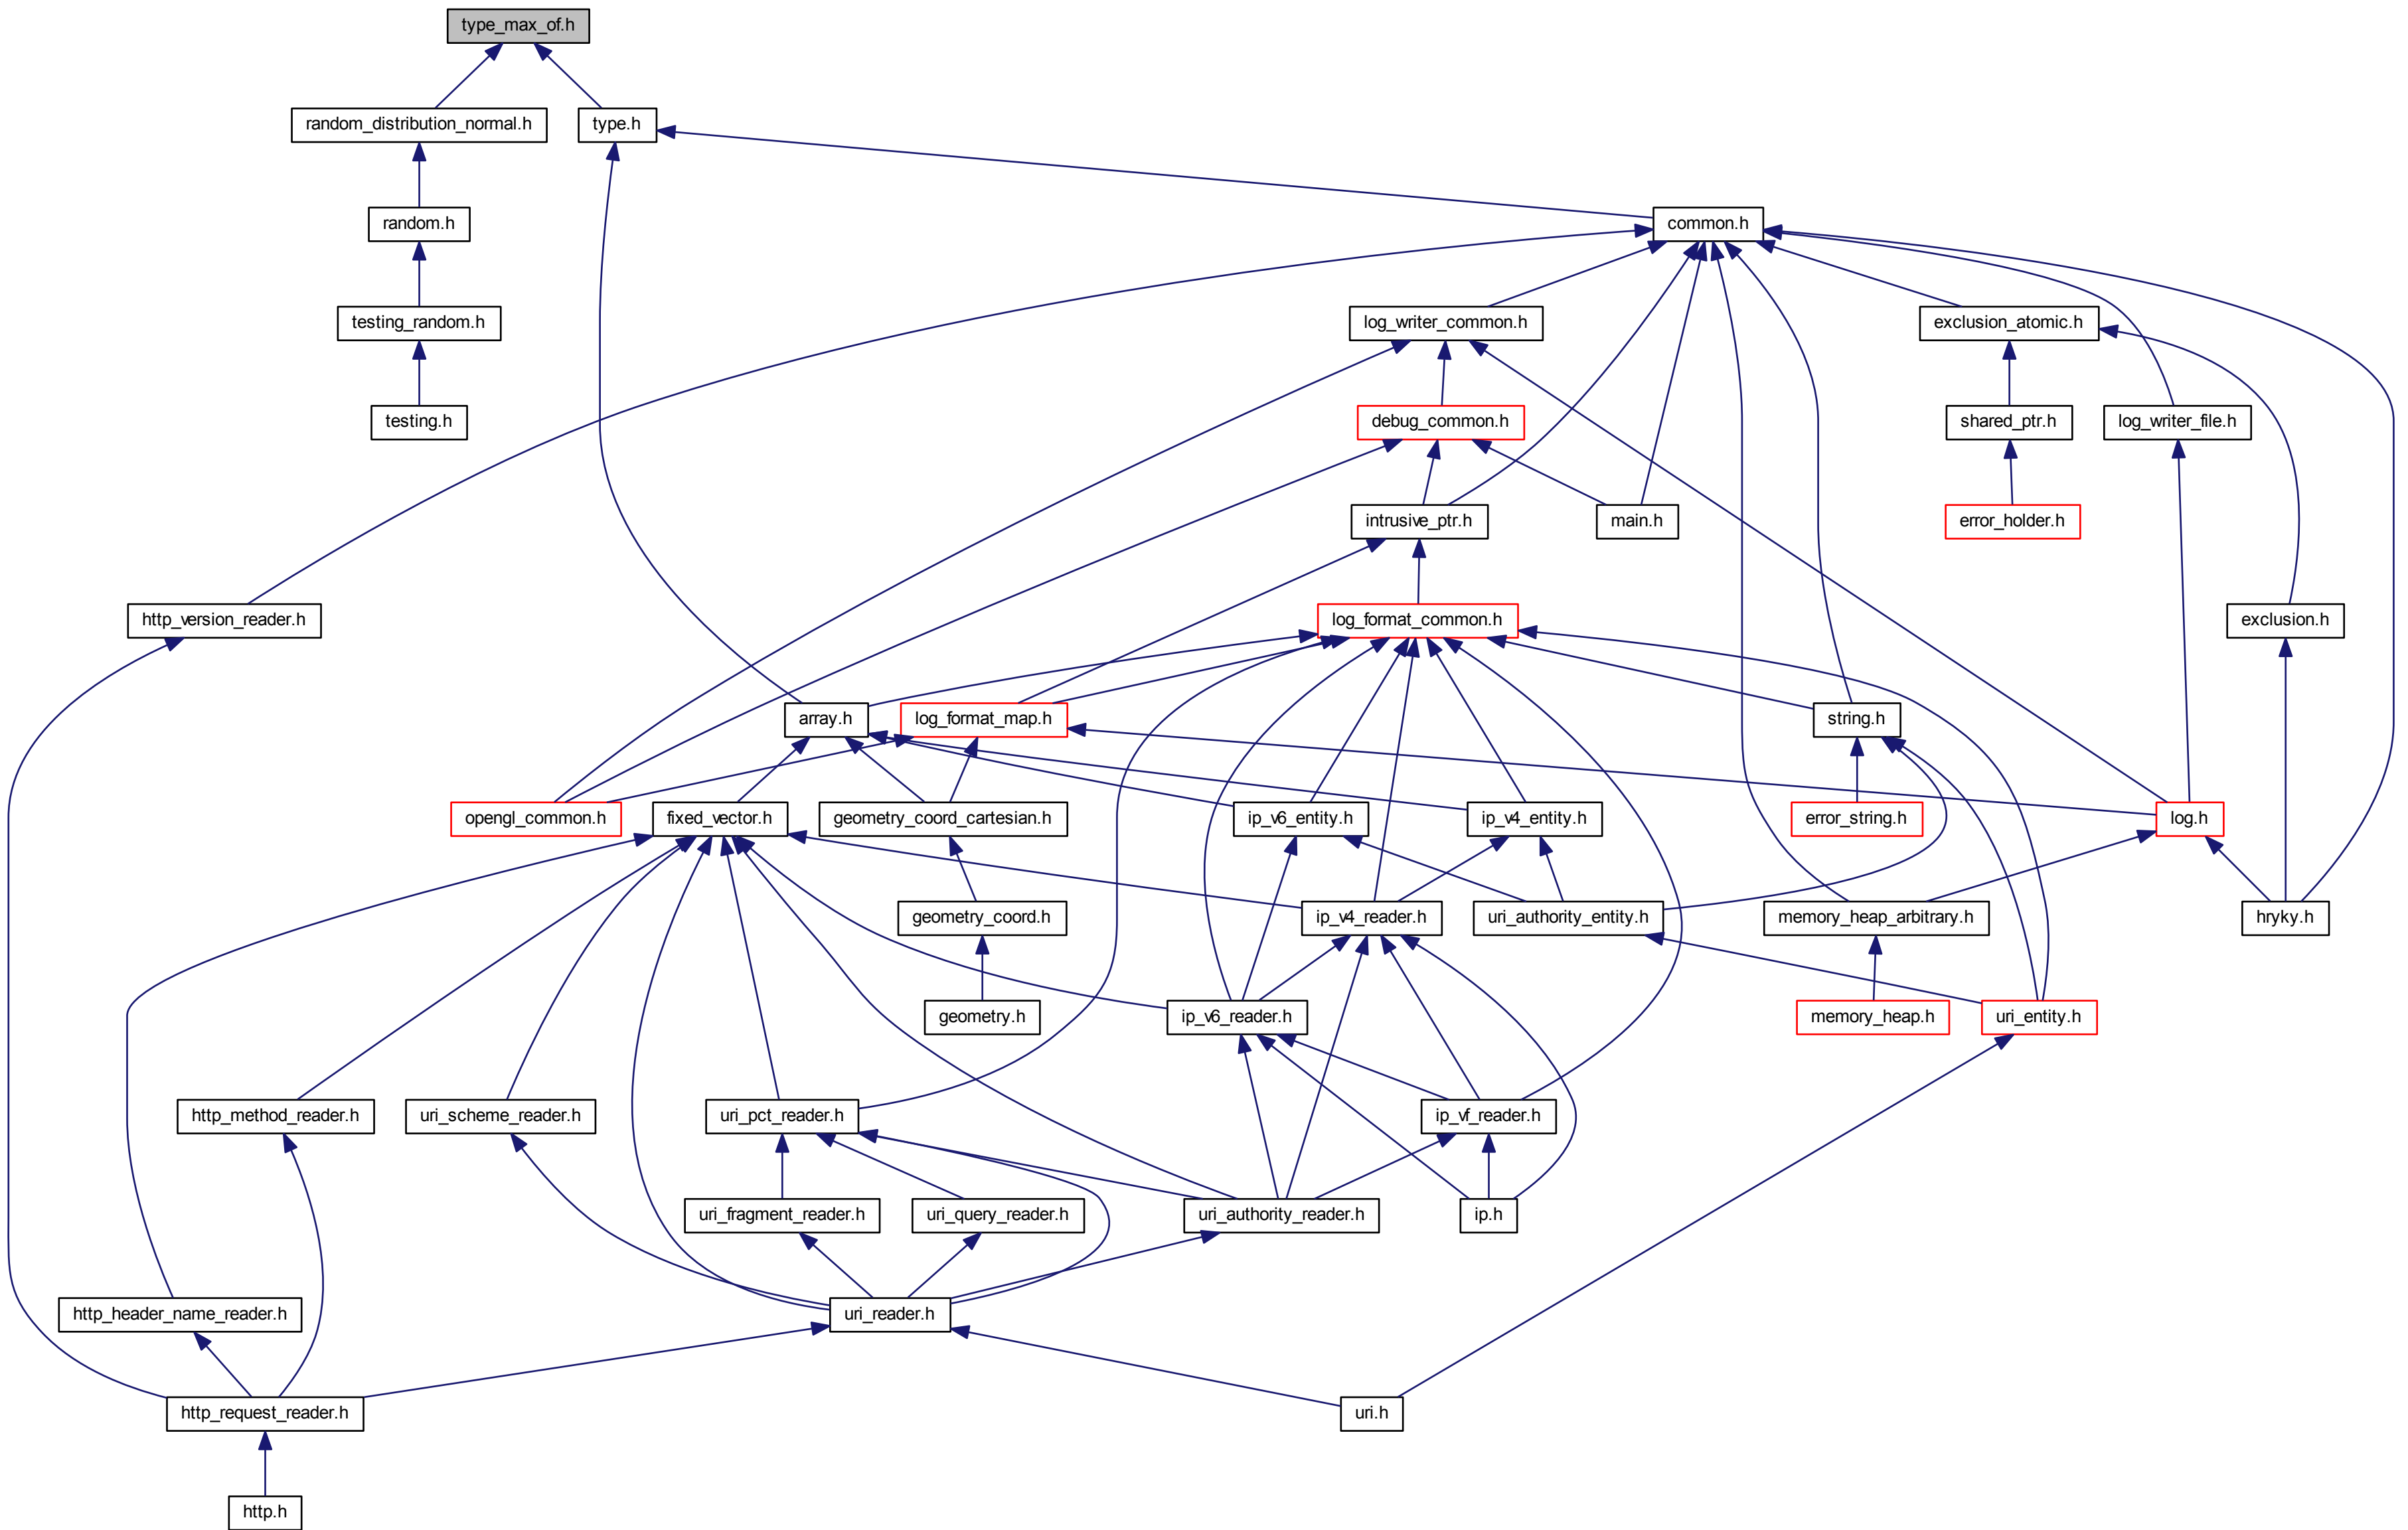 type_max_of.h
random_distribution_normal.h
type.h
random.h
common.h
testing_random.h
log_writer_common.h
exclusion_atomic.h
testing.h
debug_common.h
shared_ptr.h
log_writer_file.h
intrusive_ptr.h
main.h
error_holder.h
http_version_reader.h
log_format_common.h
exclusion.h
array.h
log_format_map.h
string.h
opengl_common.h
fixed_vector.h
geometry_coord_cartesian.h
ip_v6_entity.h
ip_v4_entity.h
error_string.h
log.h
geometry_coord.h
ip_v4_reader.h
uri_authority_entity.h
memory_heap_arbitrary.h
hryky.h
geometry.h
ip_v6_reader.h
memory_heap.h
uri_entity.h
http_method_reader.h
uri_scheme_reader.h
uri_pct_reader.h
ip_vf_reader.h
uri_fragment_reader.h
uri_query_reader.h
uri_authority_reader.h
ip.h
http_header_name_reader.h
uri_reader.h
http_request_reader.h
uri.h
http.h